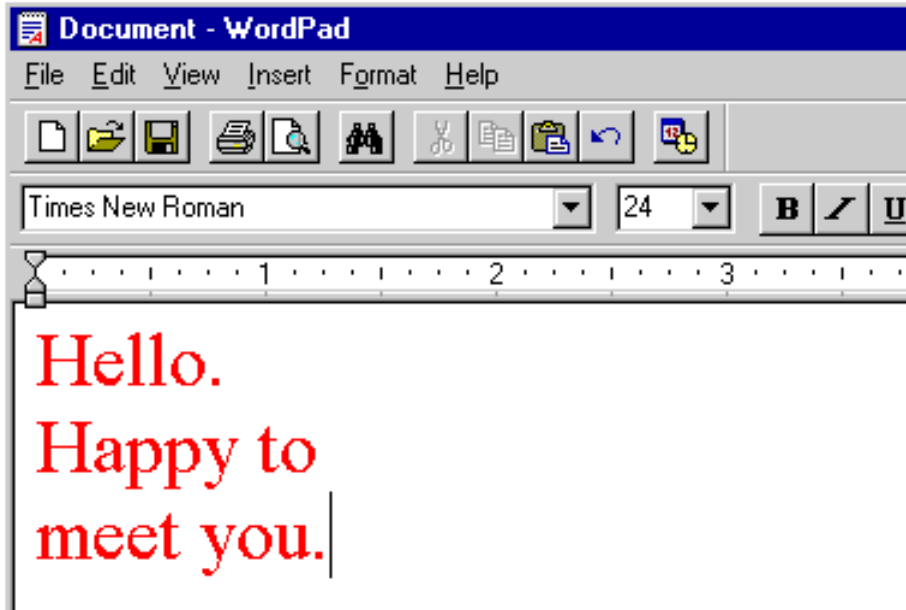 Document - WordPad
File Edit View Insert Format Help
12
Times New Roman 24 B I U
1 2 3
Hello.
Happy to
meet you.